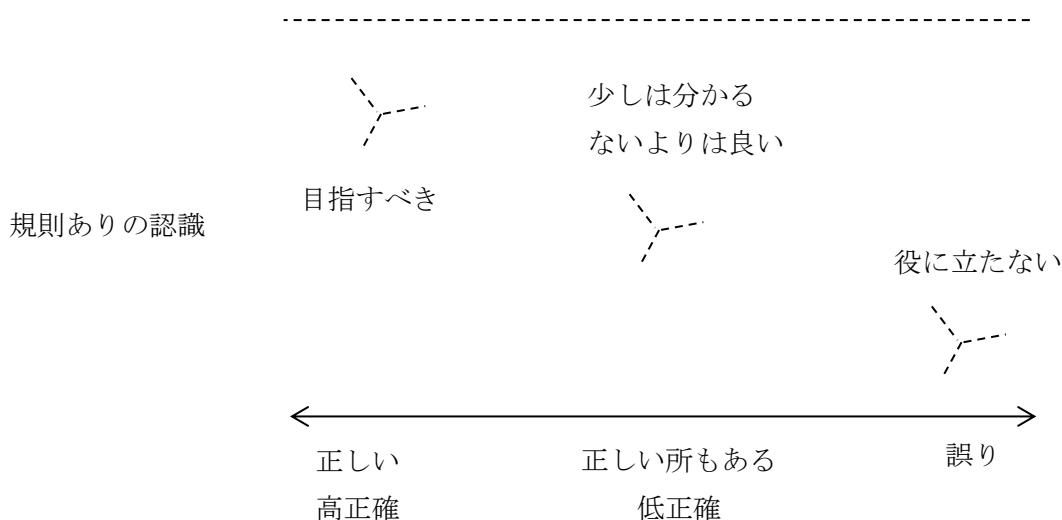 少しは分かる
ないよりは良い
目指すべき
規則ありの認識
役に立たない
正しい
高正確
正しい所もある
低正確
誤り